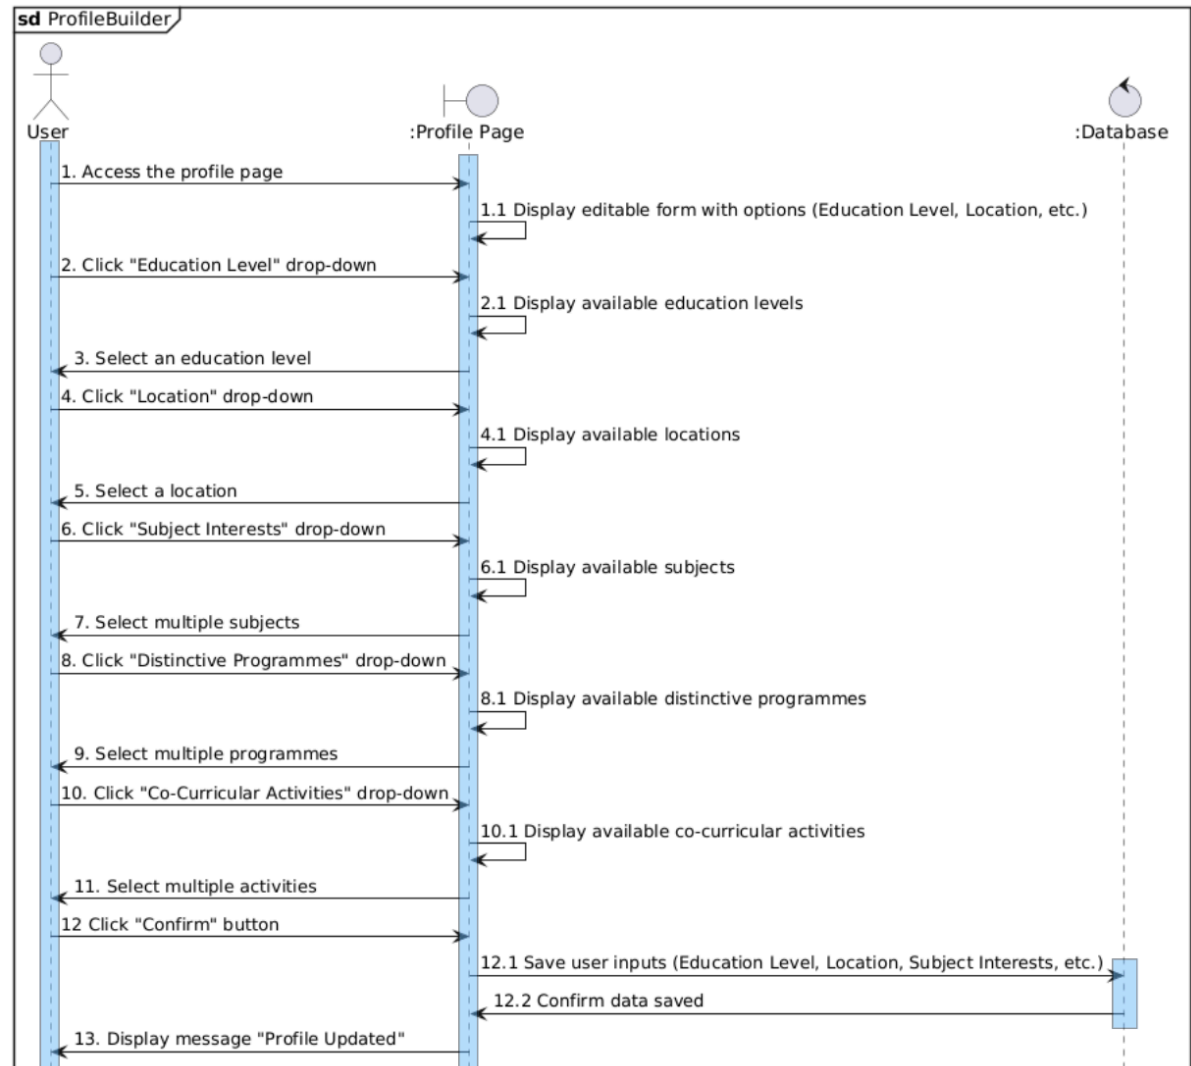 sd ProfileBuilder
User
:Profile Page
:Database
1. Access the profile page
1.1 Display editable form with options (Education Level, Location, etc.)
2. Click "Education Level" drop-down
2.1 Display available education levels
3. Select an education level
4. Click "Location" drop-down
4.1 Display available locations
5. Select a location
6. Click "Subject Interests" drop-down
6.1 Display available subjects
7. Select multiple subjects
8. Click "Distinctive Programmes" drop-down
8.1 Display available distinctive programmes
9. Select multiple programmes
10. Click "Co-Curricular Activities" drop-down
10.1 Display available co-curricular activities
11. Select multiple activities
12 Click "Confirm" button
12.1 Save user inputs (Education Level, Location, Subject Interests, etc.)
12.2 Confirm data saved
13. Display message "Profile Updated"